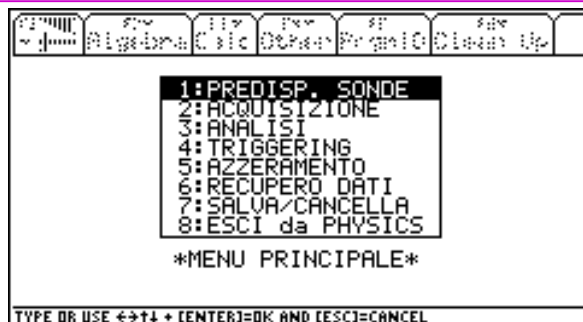 Algebra Calc Other PrgmIO Clean Up
1:PREDISP. SONDE
2:ACQUISIZIONE
3:ANALISI
4:TRIGGERING
5:AZZERAMENTO
6:RECUPERO DATI
7:SALVA/CANCELLA
8:ESCI da PHYSICS
*MENU PRINCIPALE*
TYPE OR USE ←→↑↓ + [ENTER]=OK AND [ESC]=CANCEL